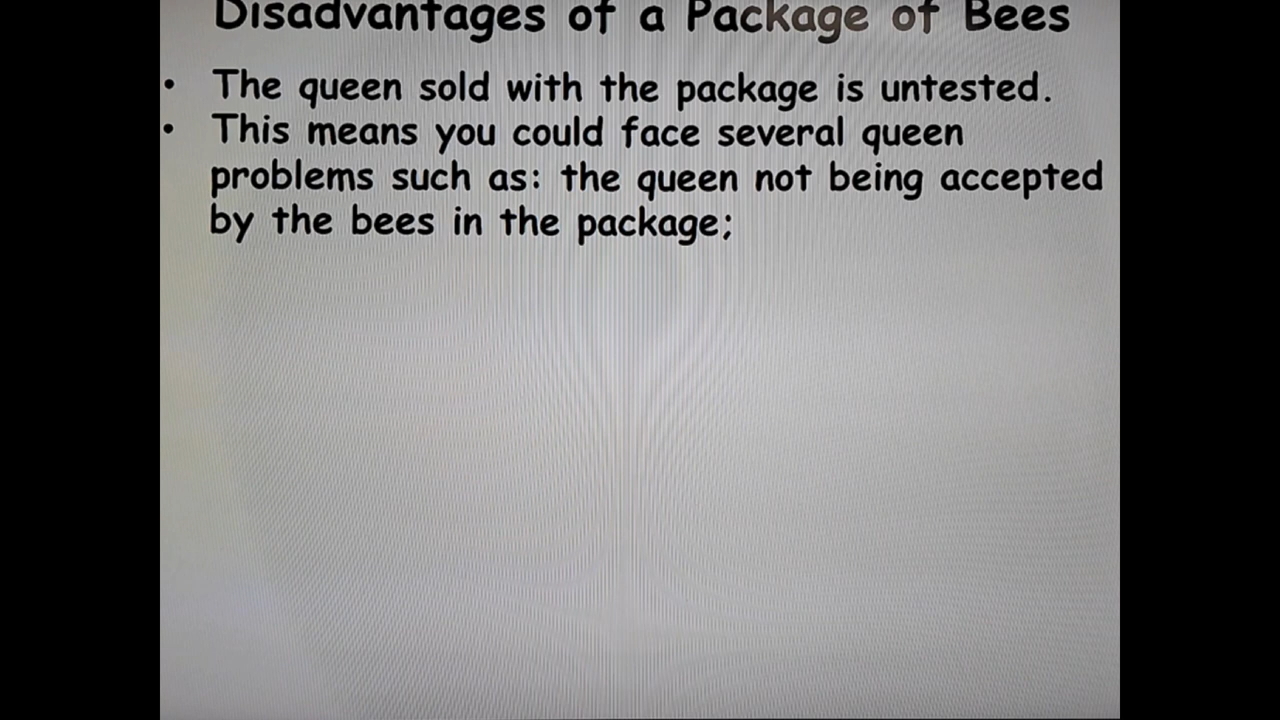 Disadvantages of a Package of Bees
• The queen sold with the package is untested.
• This means you could face several queen
problems such as: the queen not being accepted
by the bees in the package;